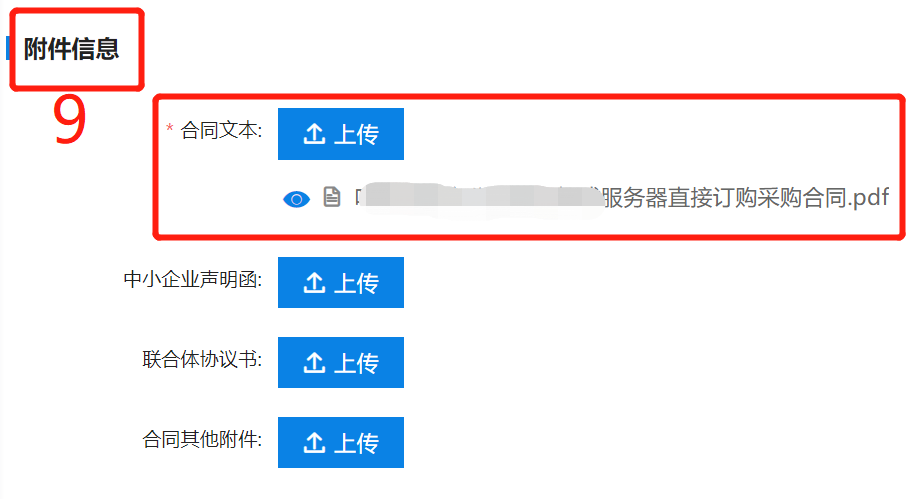 附件信息
9
* 合同文本:
上传
服务器直接订购采购合同.pdf
中小企业声明函:
上传
联合体协议书:
上传
合同其他附件:
上传